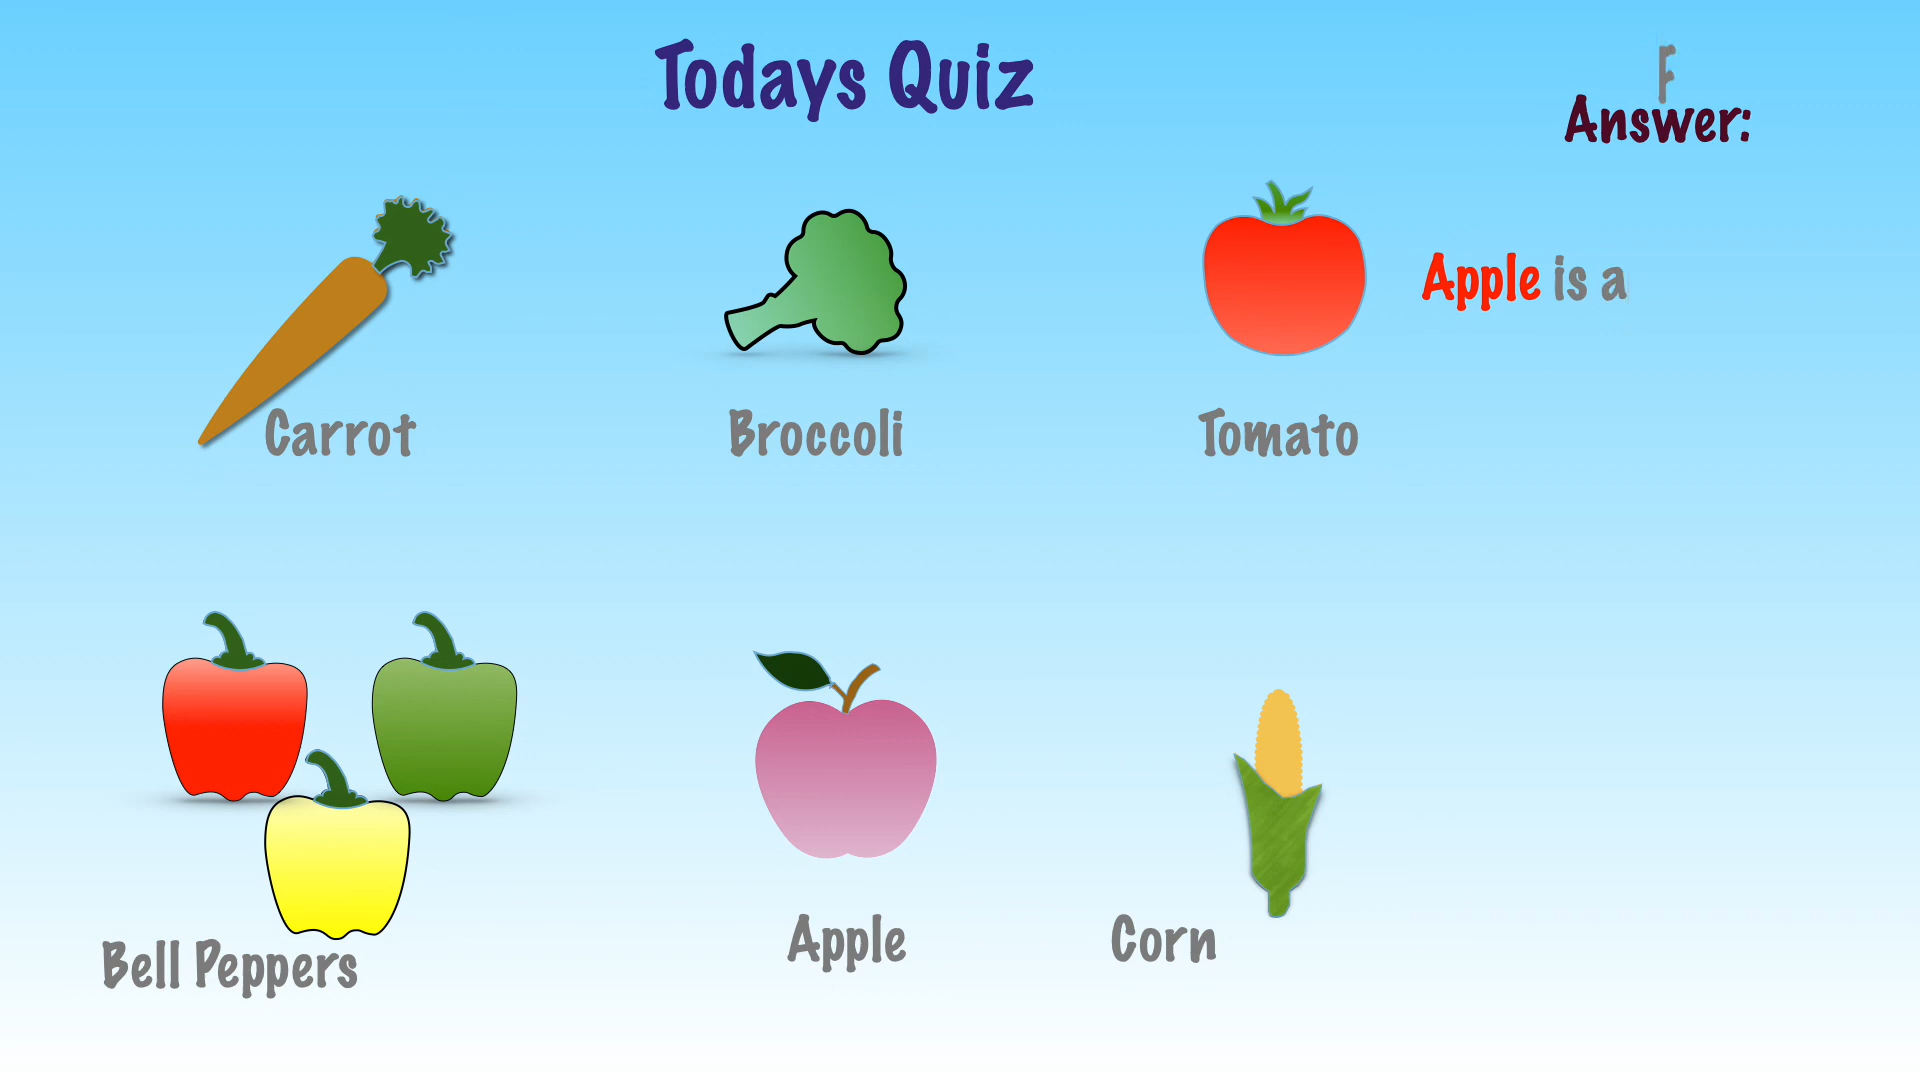 Todays Quiz
F
Answer:
Apple is a
Carrot
Broccoli
Tomato
Bell Peppers
Apple
Corn